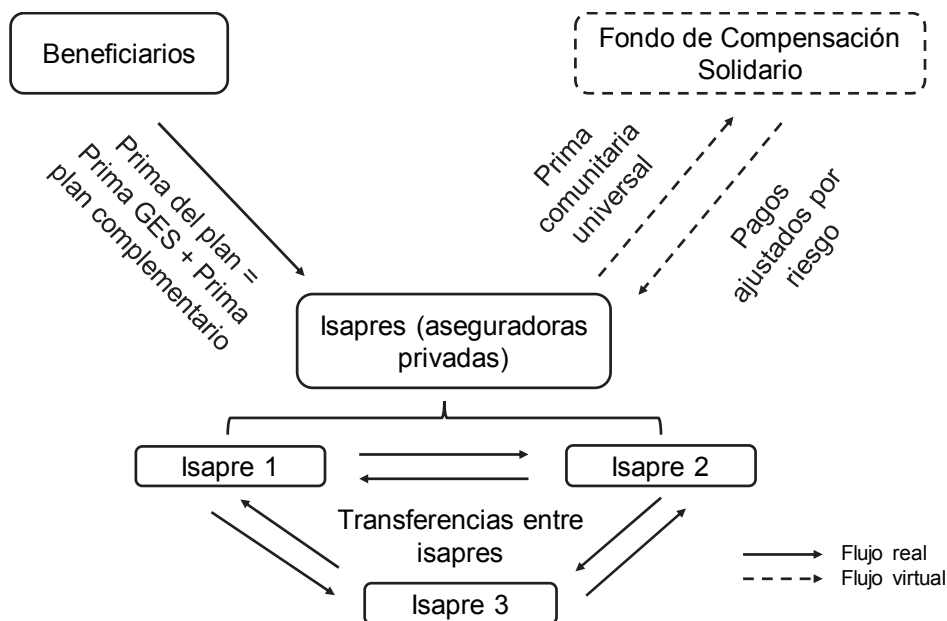 Beneficiarios
Fondo de Compensación
Solidario
Prima del plan =
Prima GES + Prima
plan complementario
Prima
comunitaria
universal
Pagos
ajustados por
riesgo
Isapres (aseguradoras
privadas)
Isapre 1
Isapre 2
Transferencias entre
isapres
Isapre 3
Flujo real
Flujo virtual